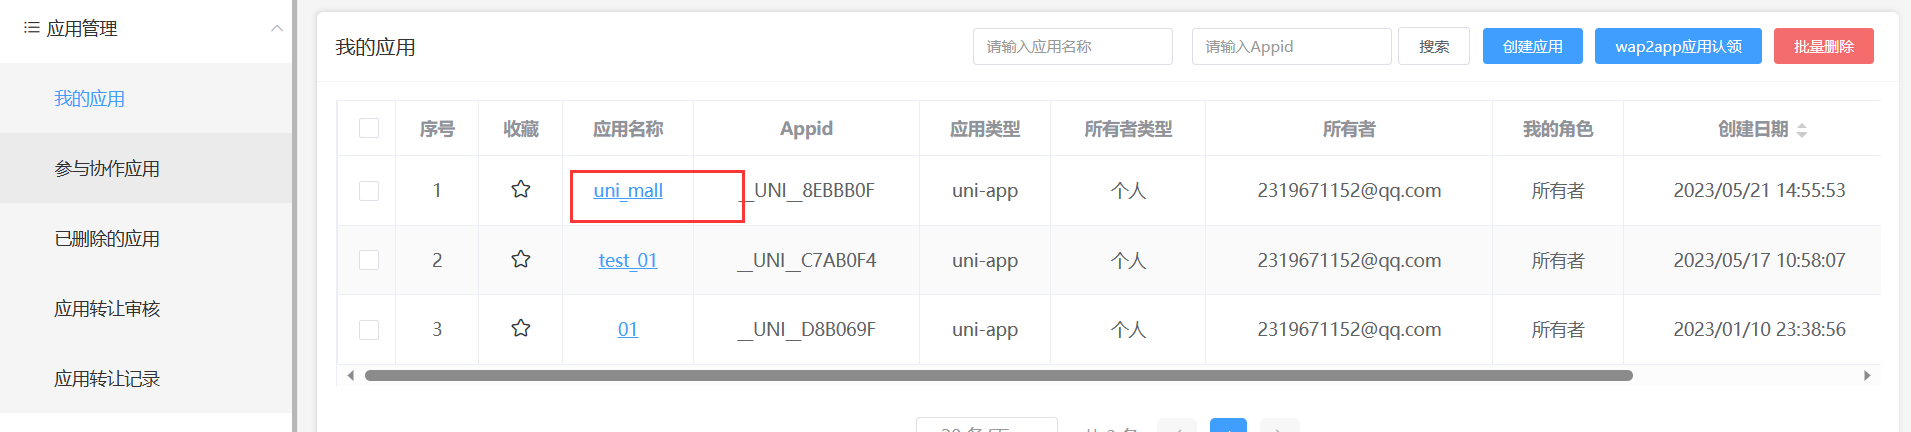 应用管理
我的应用
参与协作应用
已删除的应用
应用转让审核
应用转让记录
我的应用
请输入应用名称
请输入Appid
搜索
创建应用
wap2app应用认领
批量删除
序号 收藏 应用名称 Appid 应用类型 所有者类型 所有者 我的角色 创建日期
1 uni_mall __UNI__8EBBB0F uni-app 个人 2319671152@qq.com 所有者 2023/05/21 14:55:53
2 test_01 __UNI__C7AB0F4 uni-app 个人 2319671152@qq.com 所有者 2023/05/17 10:58:07
3 01 __UNI__D8B069F uni-app 个人 2319671152@qq.com 所有者 2023/01/10 23:38:56